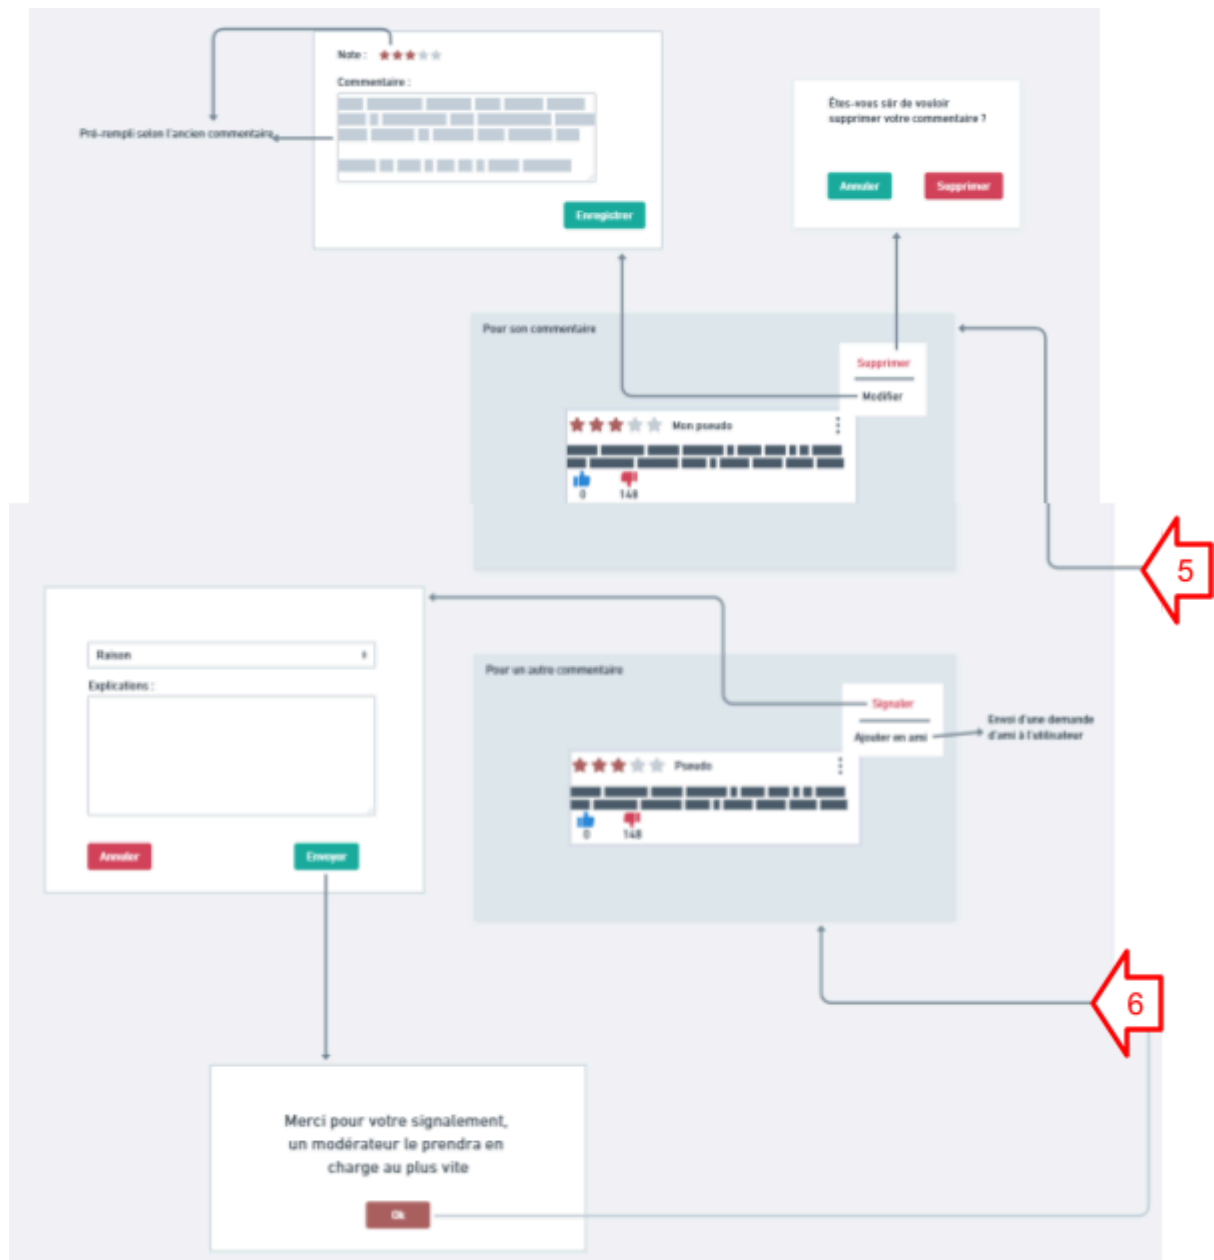 Note :
Commentaire :
Pré-rempli selon l'ancien commentaire
Enregistrer
Êtes-vous sûr de vouloir
supprimer votre commentaire ?
Annuler
Supprimer
Pour son commentaire
Supprimer
Modifier
Mon pseudo
0
148
5
Raison
Explications :
Annuler
Envoyer
Pour un autre commentaire
Signaler
Ajouter en ami
Envoi d'une demande
d'ami à l'utilisateur
Pseudo
0
148
6
Merci pour votre signalement,
un modérateur le prendra en
charge au plus vite
Ok